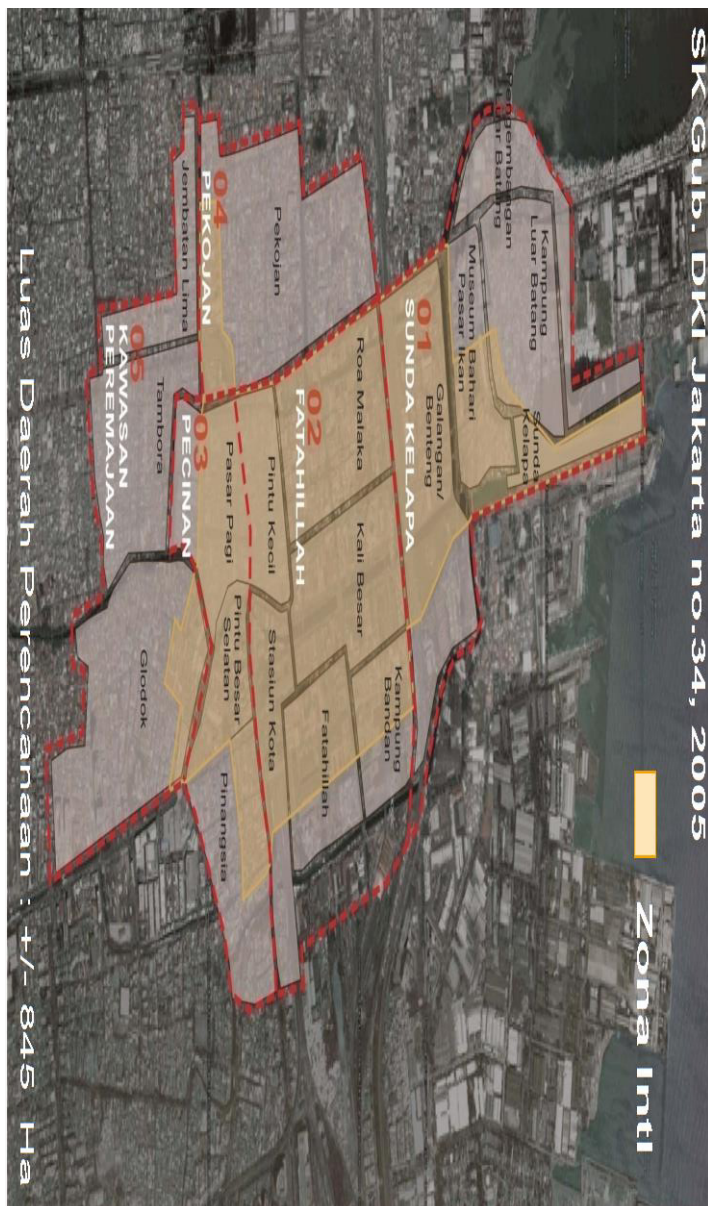 SK Gub. DKI Jakarta no.34, 2005
Zona Inti
Pengembangan
Luar Batang
Kampung
Luar Batang
Sunda
Kelapa
Museum Bahari
Pasar Ikan
Galangan/
Benteng
01
SUNDA KELAPA
Kampung
Bandan
Roa Malaka
Kali Besar
Fatahillah
02
FATAHILLAH
Pekojan
Pintu Kecil
Stasiun Kota
Pinangsia
04
PEKOJAN
Pasar Pagi
Pintu Besar
Selatan
03
PECINAN
Jembatan Lima
Tambora
Glodok
05
KAWASAN
PEREMAJAAN
Luas Daerah Perencanaan : +/- 845 Ha